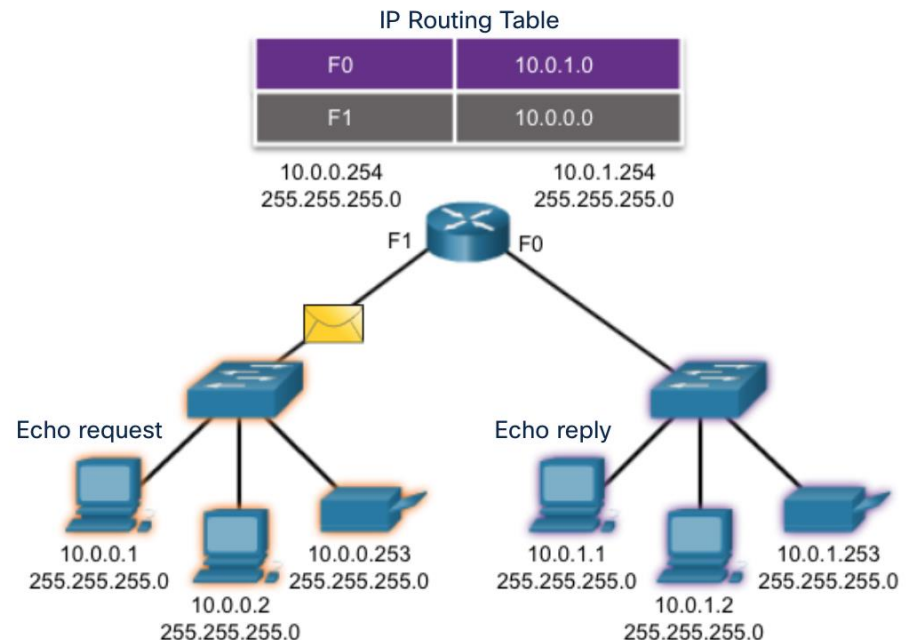 IP Routing Table
F0 10.0.1.0
F1 10.0.0.0
10.0.0.254
255.255.255.0
10.0.1.254
255.255.255.0
F1
F0
Echo request
Echo reply
10.0.0.1
255.255.255.0
10.0.0.2
255.255.255.0
10.0.0.253
255.255.255.0
10.0.1.1
255.255.255.0
10.0.1.2
255.255.255.0
10.0.1.253
255.255.255.0